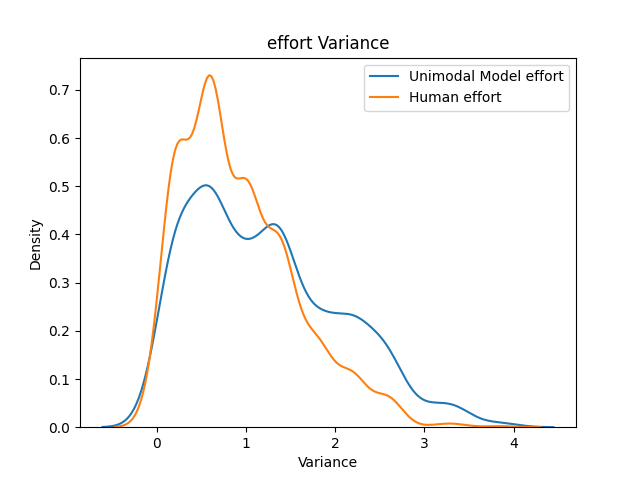 effort Variance
Unimodal Model effort
Human effort
Density
0.7
0.6
0.5
0.4
0.3
0.2
0.1
0.0
0 1 2 3 4
Variance